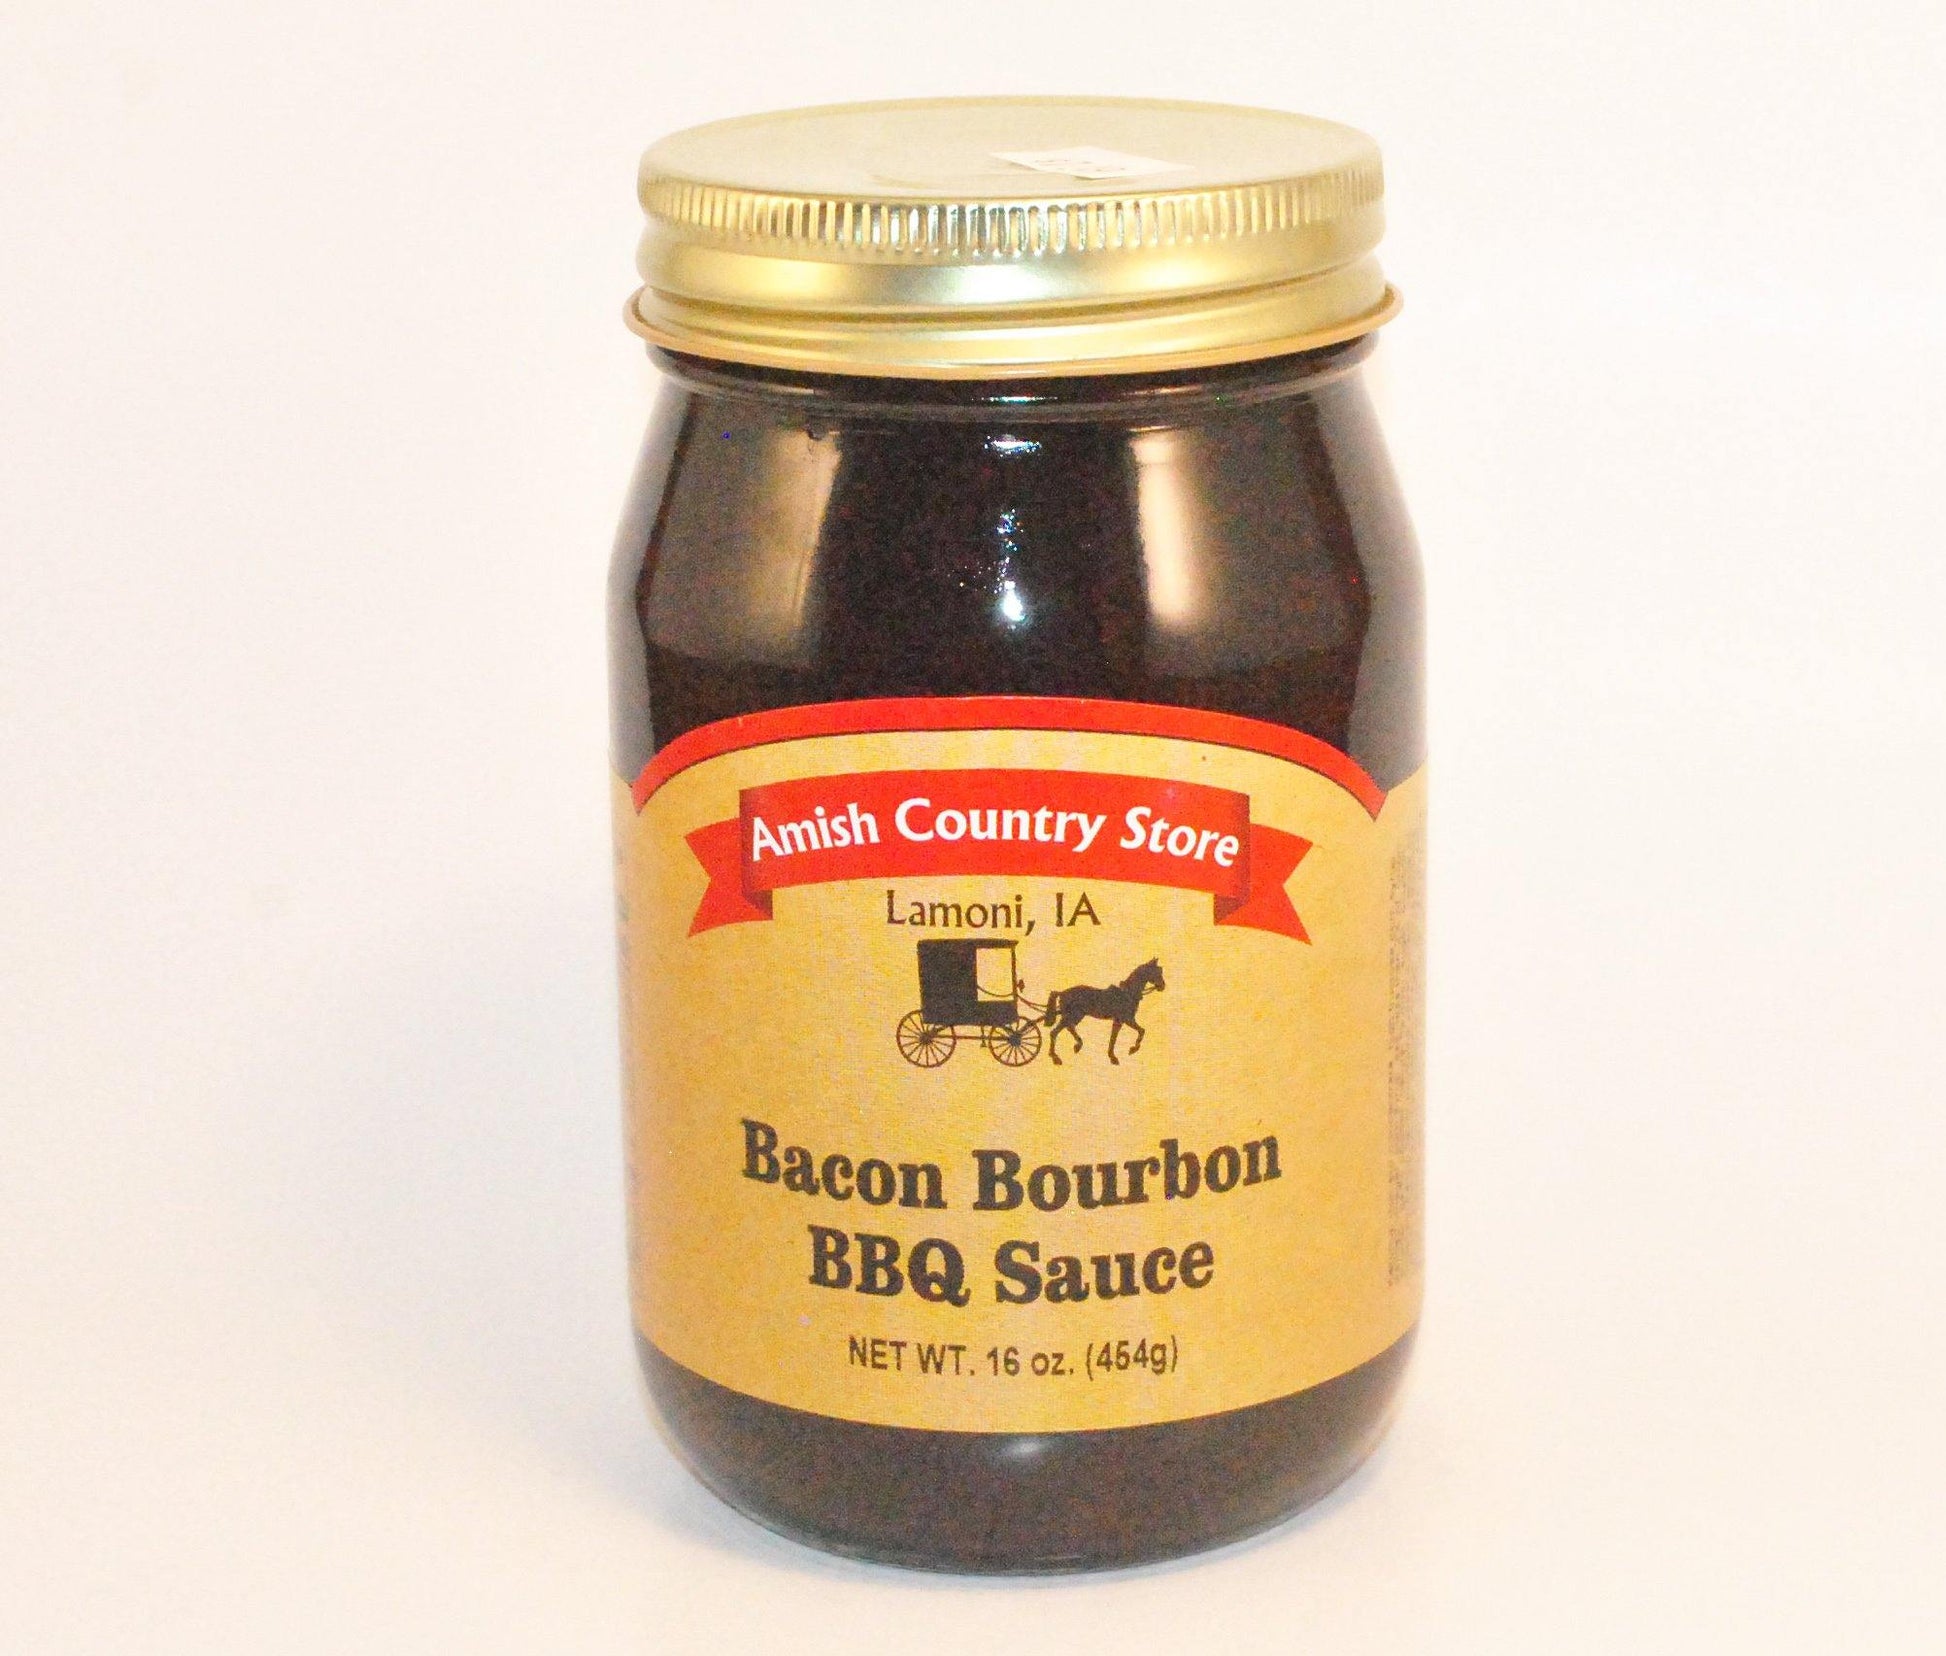 Amish Country Store
Lamoni, IA
Bacon Bourbon
BBQ Sauce
NET WT. 16 oz. (454g)